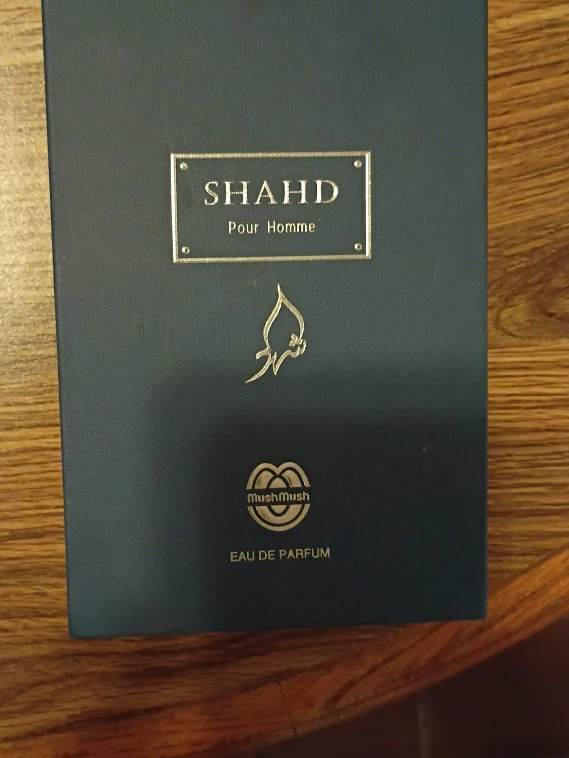 SHAHD
Pour Homme
شهد
MushMush
EAU DE PARFUM